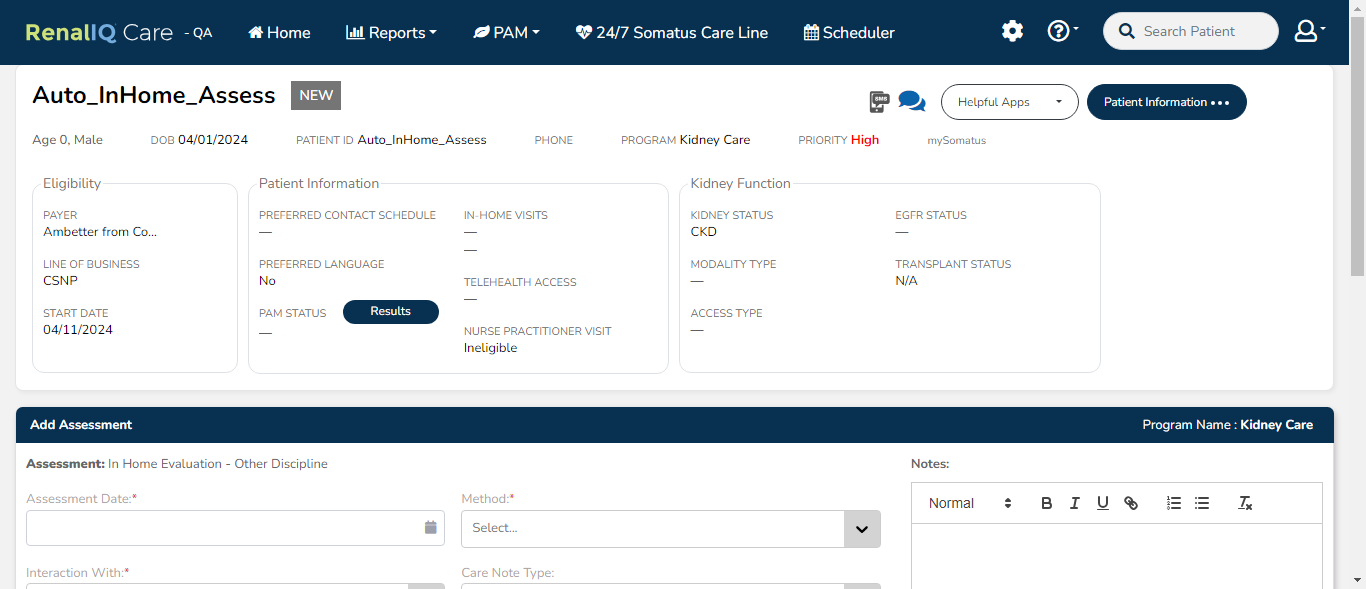 RenalIQ Care - QA Home Reports PAM 24/7 Somatus Care Line Scheduler Search Patient
Auto_InHome_Assess NEW SMS Helpful Apps Patient Information
Age 0, Male DOB 04/01/2024 PATIENT ID Auto_InHome_Assess PHONE PROGRAM Kidney Care PRIORITY High mySomatus
Eligibility
PAYER
Ambetter from Co...
LINE OF BUSINESS
CSNP
START DATE
04/11/2024
Patient Information
PREFERRED CONTACT SCHEDULE
—
PREFERRED LANGUAGE
No
PAM STATUS Results
—
IN-HOME VISITS
—
—
TELEHEALTH ACCESS
—
NURSE PRACTITIONER VISIT
Ineligible
Kidney Function
KIDNEY STATUS
CKD
MODALITY TYPE
—
ACCESS TYPE
—
EGFR STATUS
—
TRANSPLANT STATUS
N/A
Add Assessment Program Name : Kidney Care
Assessment: In Home Evaluation - Other Discipline
Assessment Date:*
Method:*
Select...
Interaction With:*
Care Note Type:
Notes:
Normal B I U